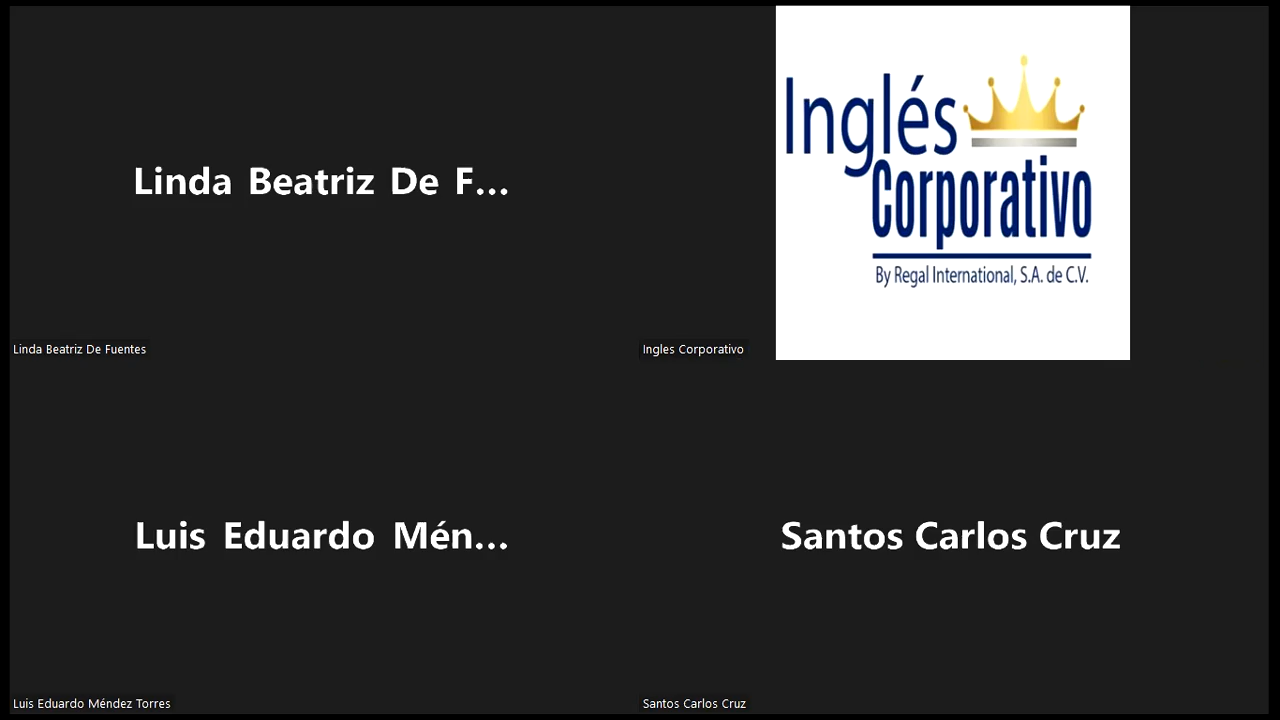 Linda Beatriz De F...
Linda Beatriz De Fuentes
Inglés
Corporativo
By Regal International, S.A. de C.V.
Ingles Corporativo
Luis Eduardo Mén...
Luis Eduardo Méndez Torres
Santos Carlos Cruz
Santos Carlos Cruz